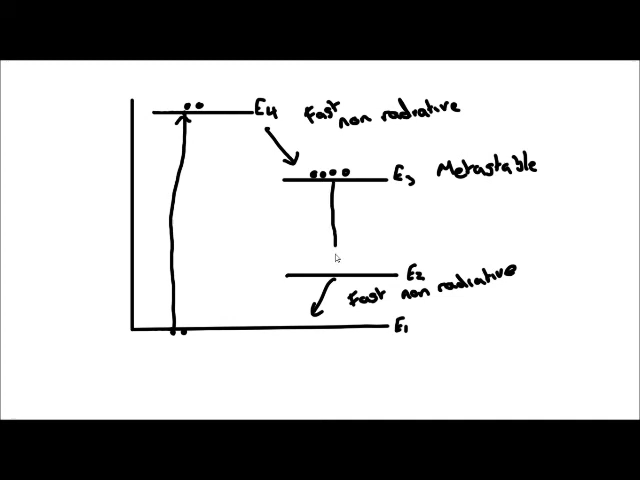 E4 Fast
non radiative
E3 Metastable
E2
Fast non radiative
E1